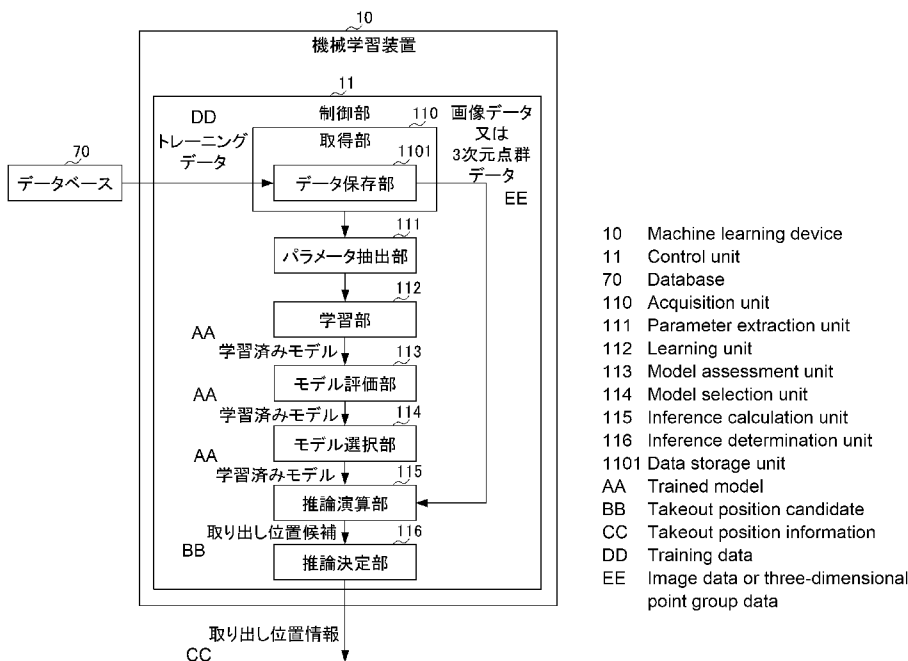 10
機械学習装置
11
制御部
DD
トレーニング
データ
110
取得部
1101
データ保存部
画像データ
又は
3次元点群
データ
EE
70
データベース
111
パラメータ抽出部
112
学習部
AA
学習済みモデル
113
モデル評価部
AA
学習済みモデル
114
モデル選択部
AA
学習済みモデル
115
推論演算部
取り出し位置候補
BB
116
推論決定部
取り出し位置情報
CC
10 Machine learning device
11 Control unit
70 Database
110 Acquisition unit
111 Parameter extraction unit
112 Learning unit
113 Model assessment unit
114 Model selection unit
115 Inference calculation unit
116 Inference determination unit
1101 Data storage unit
AA Trained model
BB Takeout position candidate
CC Takeout position information
DD Training data
EE Image data or three-dimensional
point group data